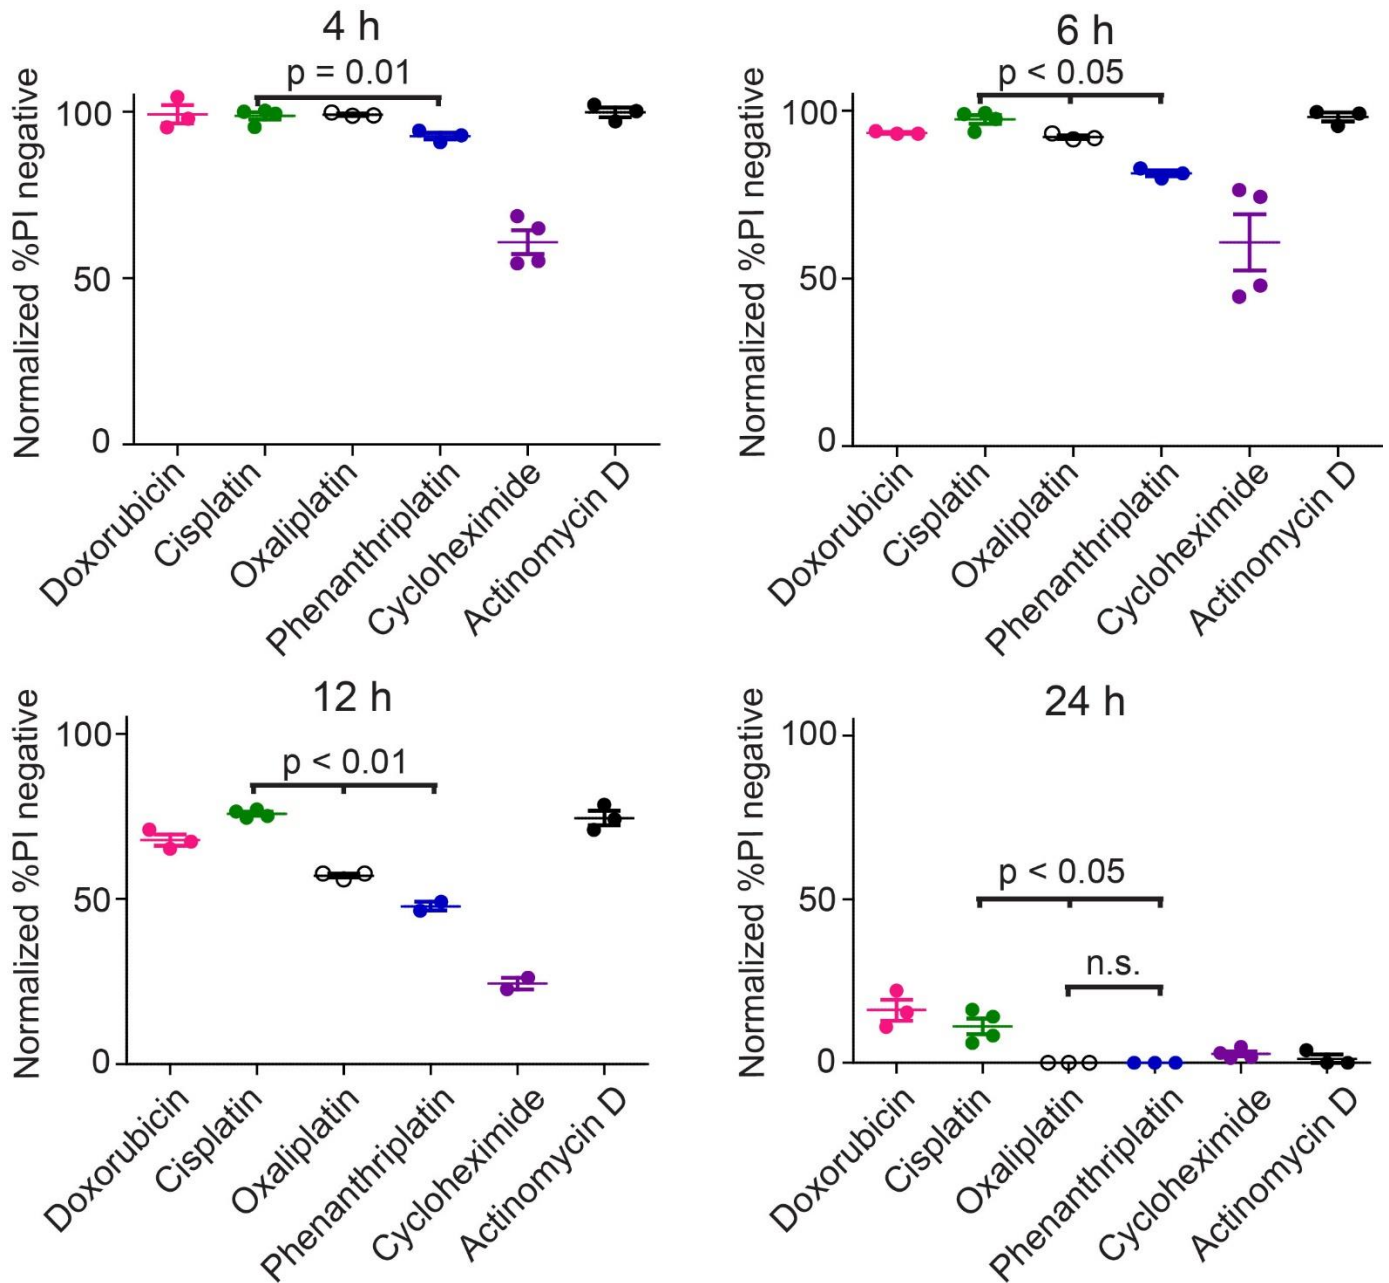 4 h
p = 0.01
Normalized %PI negative
100
50
0
Doxorubicin
Cisplatin
Oxaliplatin
Phenanthriplatin
Cycloheximide
Actinomycin D
6 h
p < 0.05
Normalized %PI negative
100
50
0
Doxorubicin
Cisplatin
Oxaliplatin
Phenanthriplatin
Cycloheximide
Actinomycin D
12 h
p < 0.01
Normalized %PI negative
100
50
0
Doxorubicin
Cisplatin
Oxaliplatin
Phenanthriplatin
Cycloheximide
Actinomycin D
24 h
p < 0.05
n.s.
Normalized %PI negative
100
50
0
Doxorubicin
Cisplatin
Oxaliplatin
Phenanthriplatin
Cycloheximide
Actinomycin D